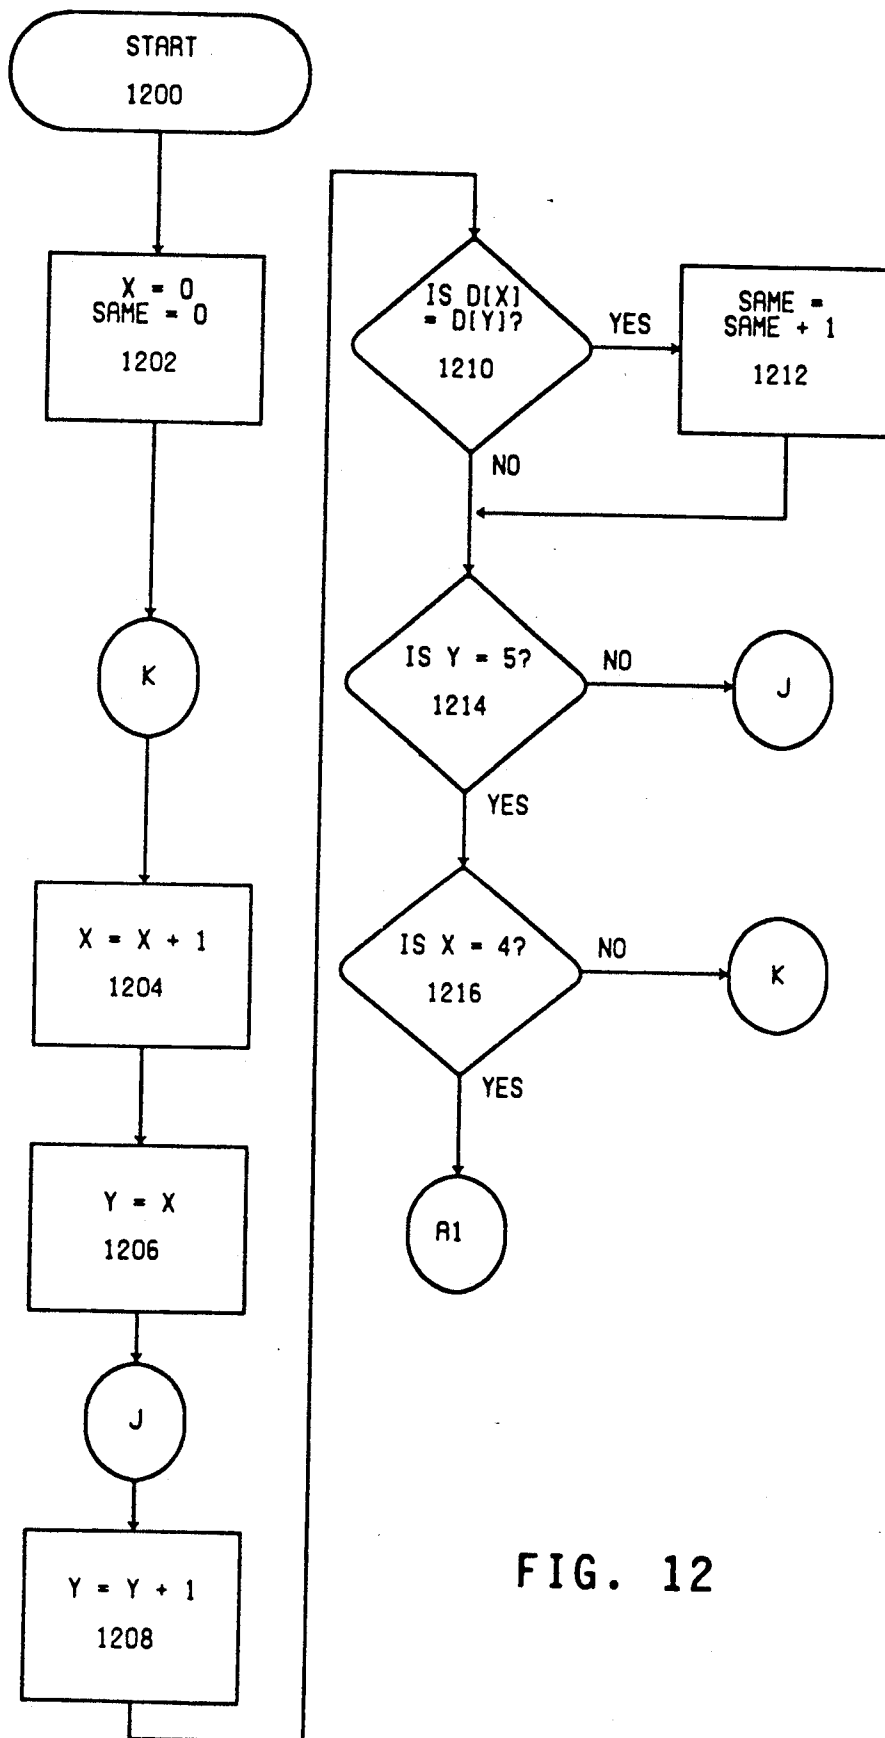 START
1200
X = 0
SAME = 0
1202
K
X = X + 1
1204
Y = X
1206
J
Y = Y + 1
1208
IS D[X]
= D[Y]?
1210
YES
SAME =
SAME + 1
1212
NO
IS Y = 5?
1214
NO
J
YES
IS X = 4?
1216
NO
K
YES
A1
FIG. 12